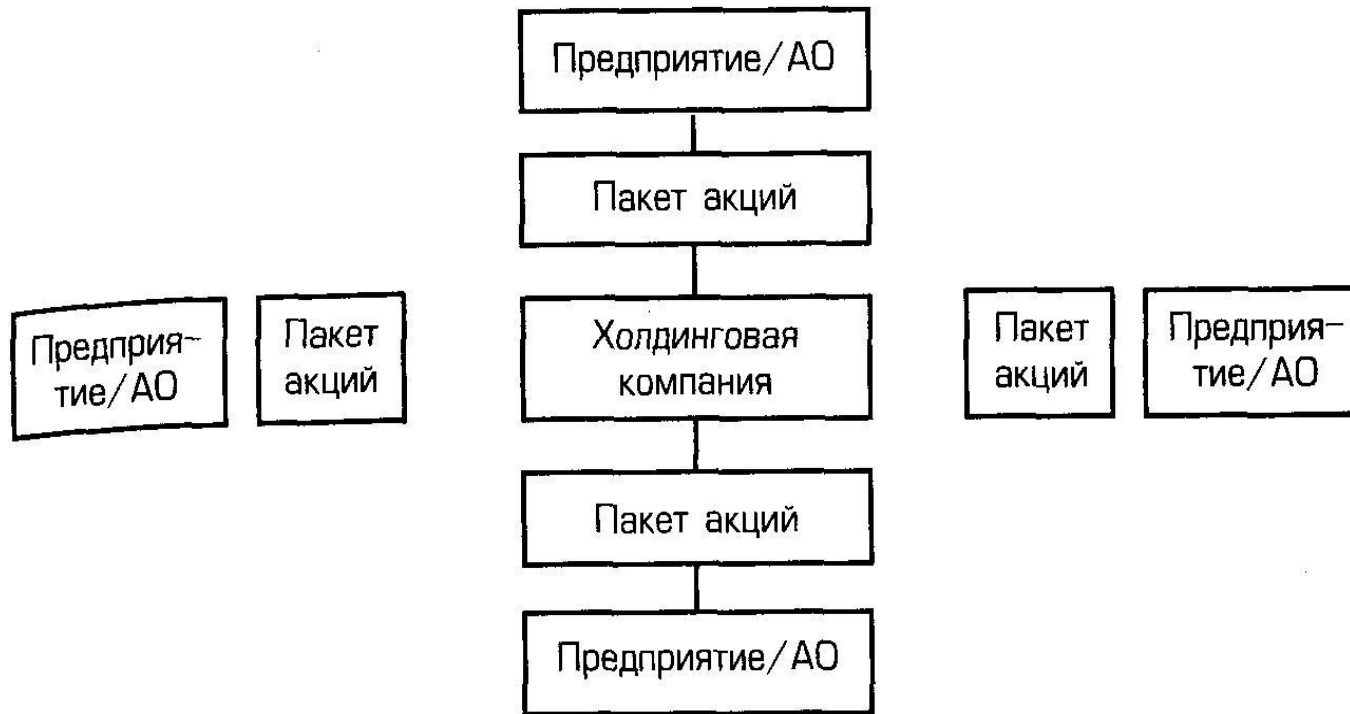 Предприятие/АО
Пакет акций
Предприя-
тие/АО
Пакет
акций
Холдинговая
компания
Пакет
акций
Предприя-
тие/АО
Пакет акций
Предприятие/АО